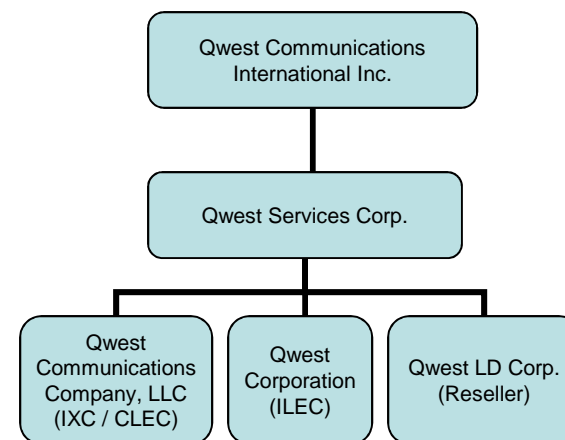 Qwest Communications
International Inc.
Qwest Services Corp.
Qwest
Communications
Company, LLC
(IXC / CLEC)
Qwest
Corporation
(ILEC)
Qwest LD Corp.
(Reseller)